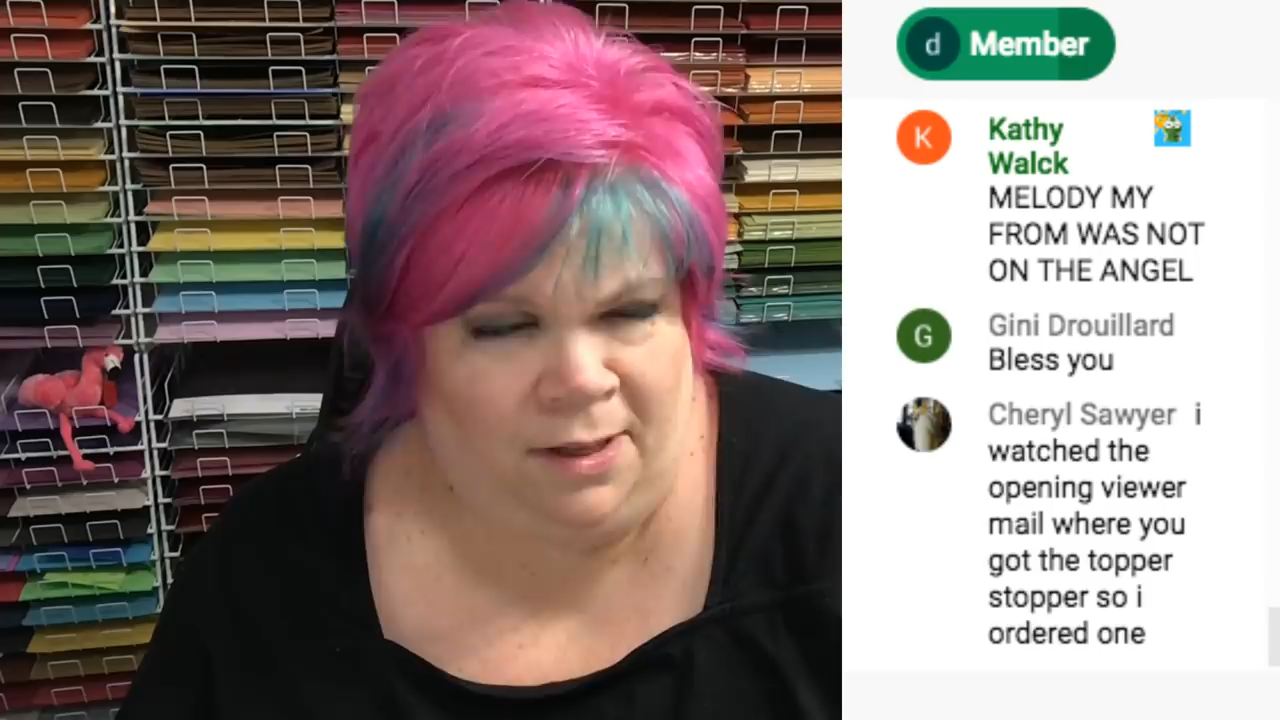 d Member
K Kathy
Walck
MELODY MY
FROM WAS NOT
ON THE ANGEL
G Gini Drouillard
Bless you
Cheryl Sawyer i
watched the
opening viewer
mail where you
got the topper
stopper so i
ordered one